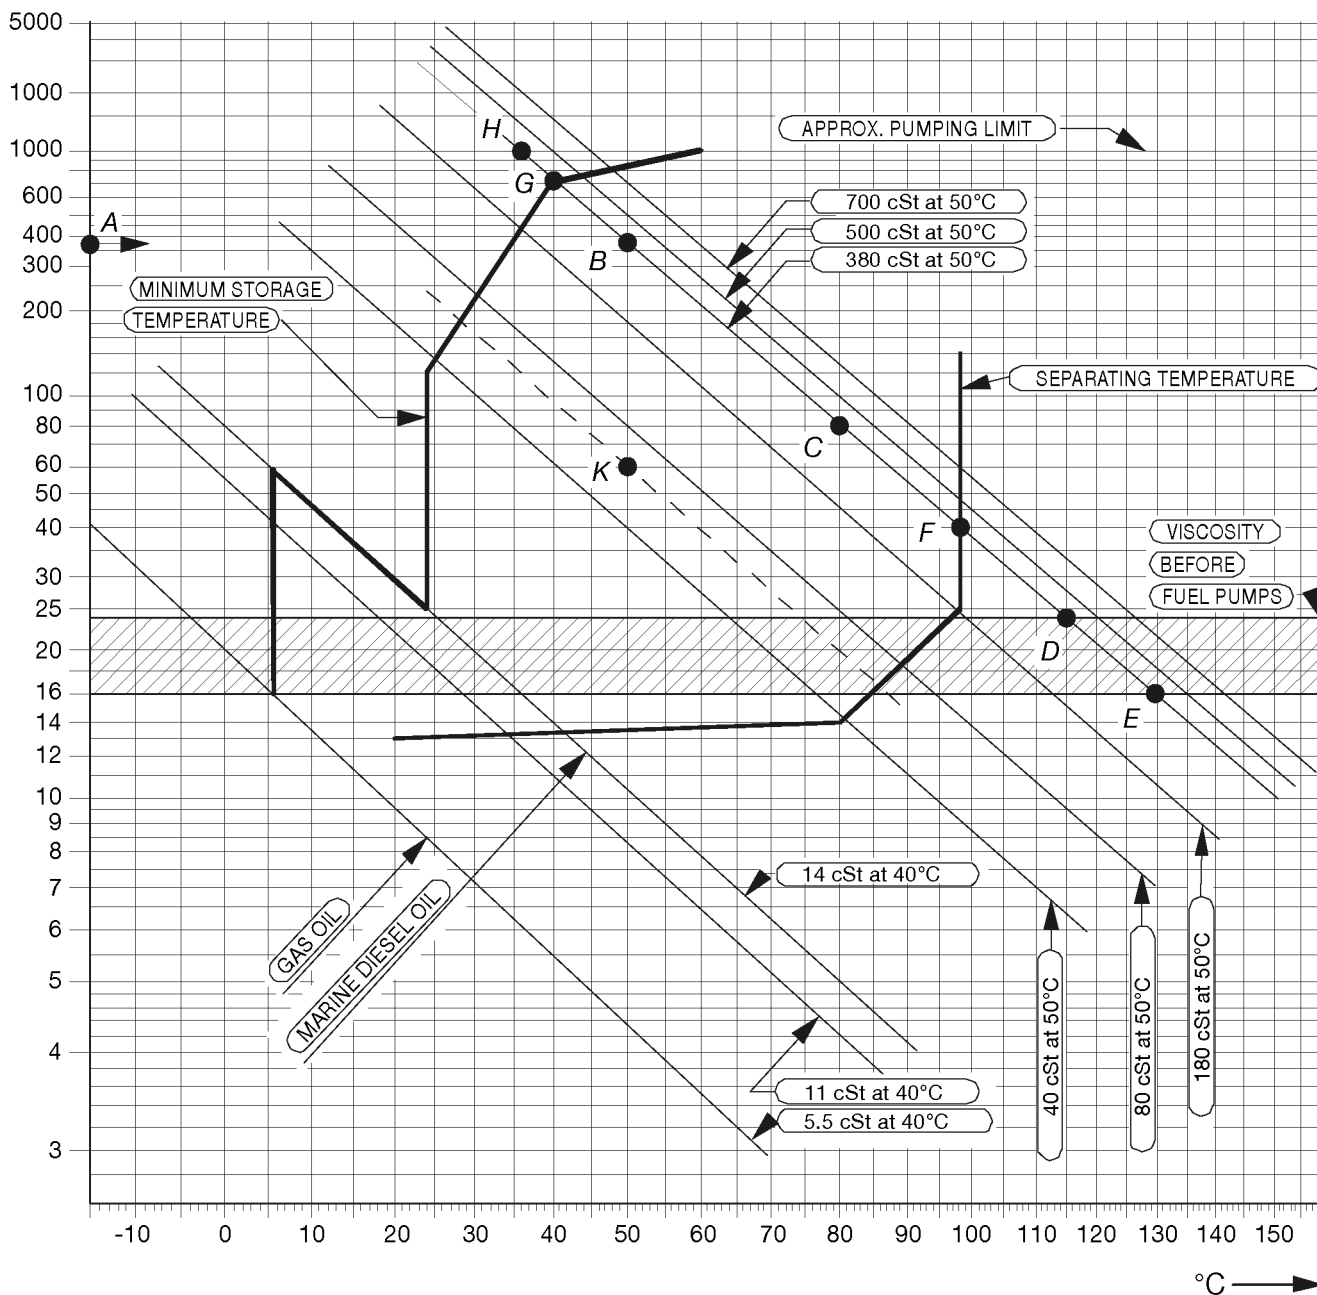 5000
1000
1000
600
400
300
200
100
80
60
50
40
30
25
20
16
14
12
10
9
8
7
6
5
4
3
A
H
G
B
C
K
F
D
E
APPROX. PUMPING LIMIT
700 cSt at 50°C
500 cSt at 50°C
380 cSt at 50°C
MINIMUM STORAGE
TEMPERATURE
SEPARATING TEMPERATURE
VISCOSITY
BEFORE
FUEL PUMPS
GAS OIL
MARINE DIESEL OIL
14 cSt at 40°C
11 cSt at 40°C
5.5 cSt at 40°C
40 cSt at 50°C
80 cSt at 50°C
180 cSt at 50°C
-10 0 10 20 30 40 50 60 70 80 90 100 110 120 130 140 150
°C